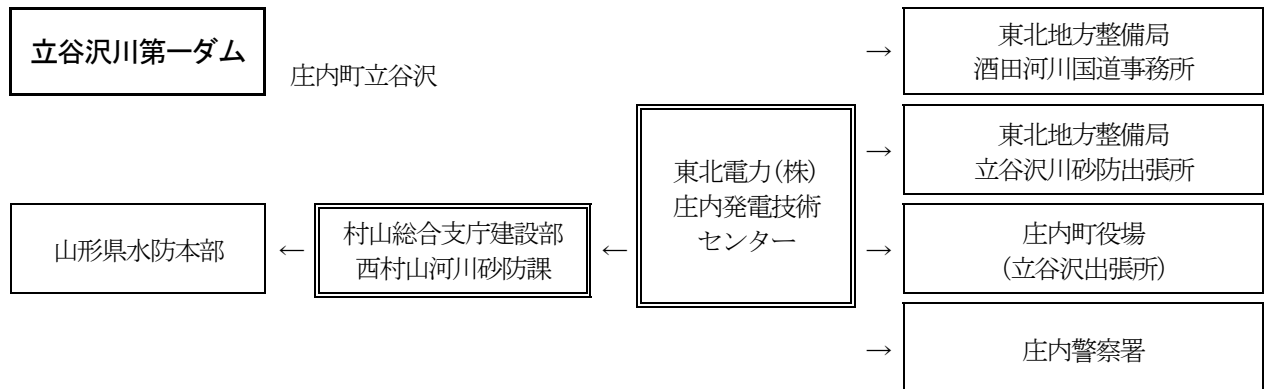 立谷沢川第一ダム
庄内町立谷沢
→
東北地方整備局
酒田河川国道事務所
→
東北地方整備局
立谷沢川砂防出張所
東北電力(株)
庄内発電技術
センター
山形県水防本部
←
村山総合支庁建設部
西村山河川砂防課
←
→
庄内町役場
(立谷沢出張所)
→
庄内警察署